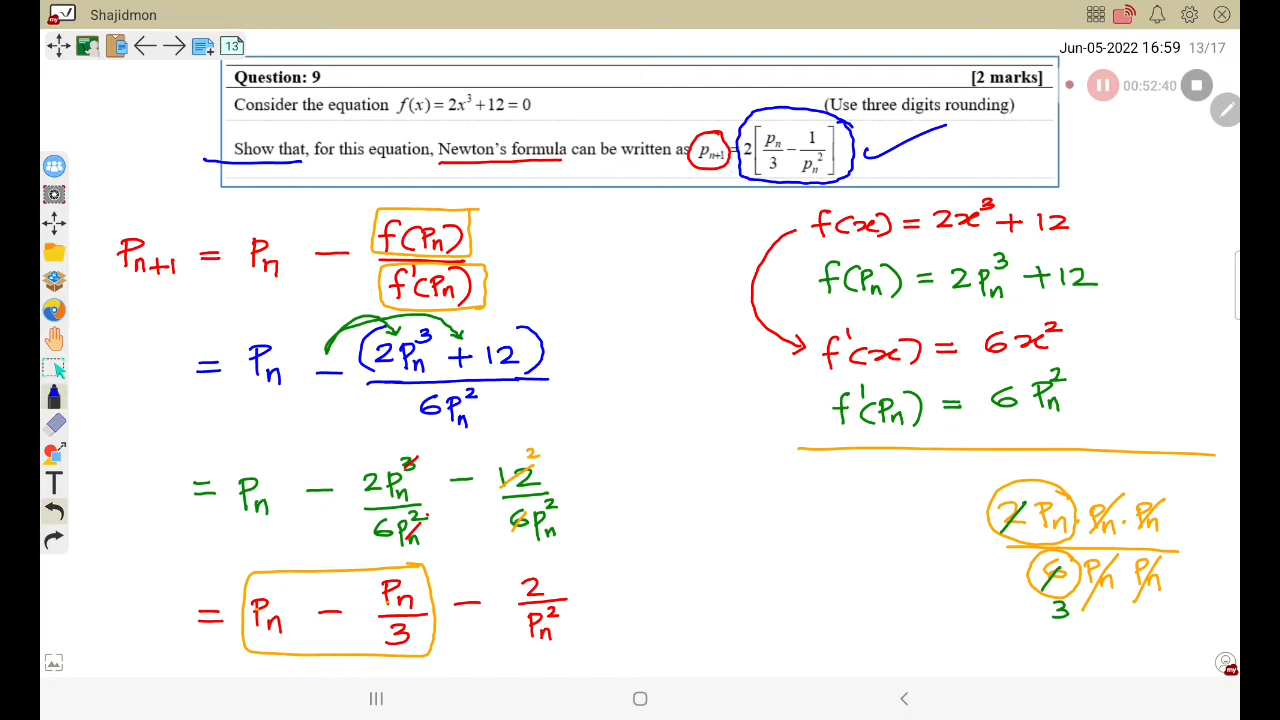 Shajidmon
13
Jun-05-2022 16:59 13/17
00:52:40
Question: 9 [2 marks]
Consider the equation f(x) = 2x³ + 12 = 0 (Use three digits rounding)
Show that, for this equation, Newton's formula can be written as pₙ₊₁ = 2[pₙ/3 − 1/pₙ²]
Pₙ₊₁ = Pₙ − f(Pₙ)/f'(Pₙ)
= Pₙ − (2Pₙ³ + 12)/6Pₙ²
= Pₙ − 2Pₙ³/6Pₙ² − 12/6Pₙ² 2
= Pₙ − Pₙ/3 − 2/Pₙ²
f(x) = 2x³ + 12
f(Pₙ) = 2Pₙ³ + 12
f'(x) = 6x²
f'(Pₙ) = 6Pₙ²
2Pₙ · Pₙ · Pₙ
6 Pₙ Pₙ
3
T